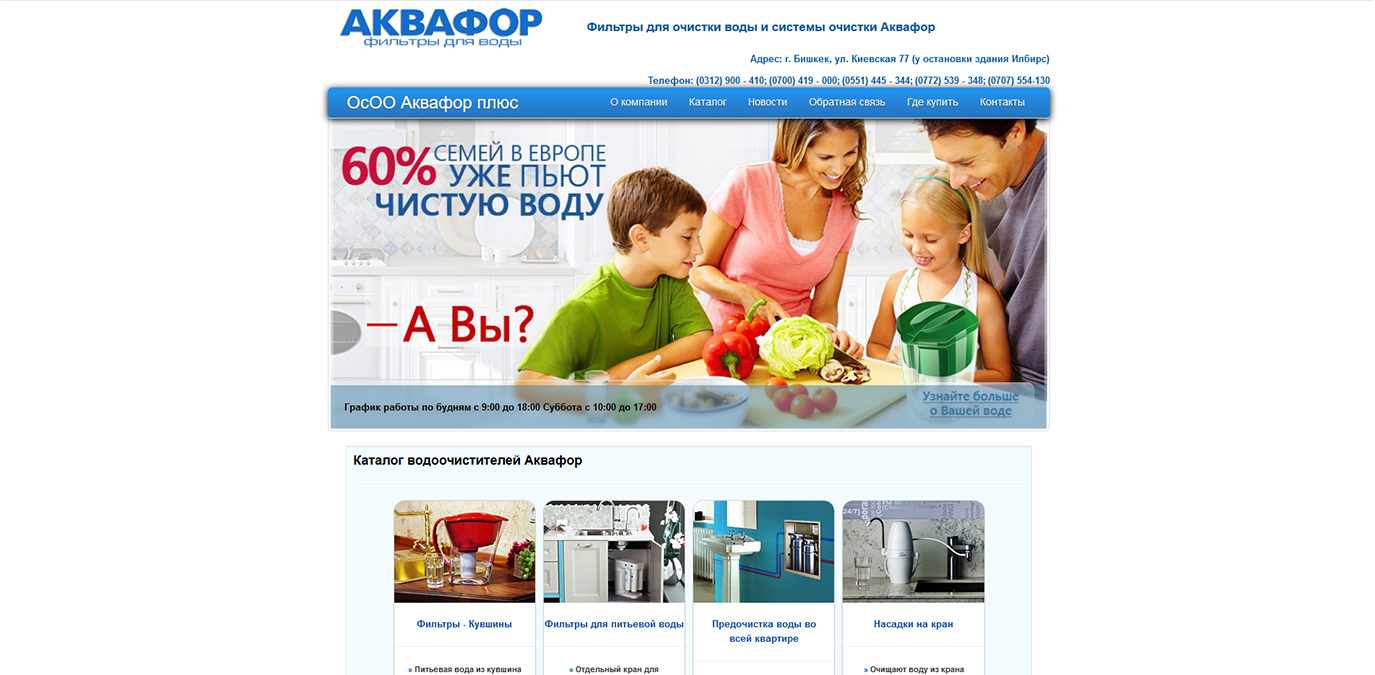 АКВАФОР
фильтры для воды
Фильтры для очистки воды и системы очистки Аквафор
Адрес: г. Бишкек, ул. Киевская 77 (у остановки здания Илбирс)
Телефон: (0312) 900 - 410; (0700) 419 - 000; (0551) 445 - 344; (0772) 539 - 348; (0707) 554-130
ОсОО Аквафор плюс
О компании Каталог Новости Обратная связь Где купить Контакты
60% СЕМЕЙ В ЕВРОПЕ
УЖЕ ПЬЮТ
ЧИСТУЮ ВОДУ
—А Вы?
График работы по будням с 9:00 до 18:00 Суббота с 10:00 до 17:00
Узнайте больше
о Вашей воде
Каталог водоочистителей Аквафор
Фильтры - Кувшины
Фильтры для питьевой воды
Предочистка воды во
всей квартире
24/7]
Насадки на кран
» Питьевая вода из кувшина
» Отдельный кран для
» Очищают воду из крана